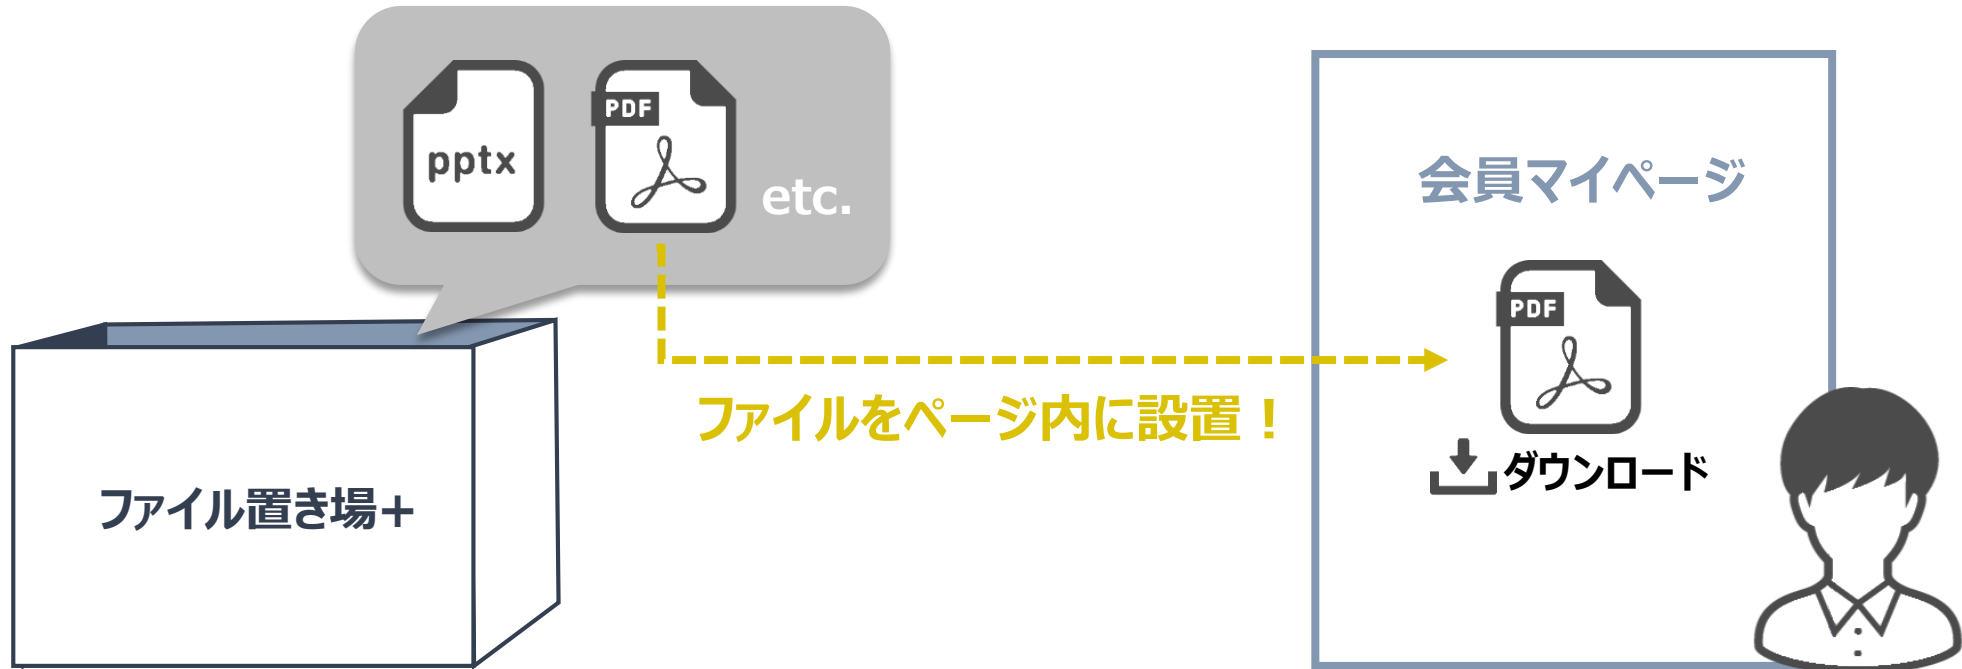 pptx
PDF
etc.
会員マイページ
PDF
ファイルをページ内に設置！
ダウンロード
ファイル置き場+